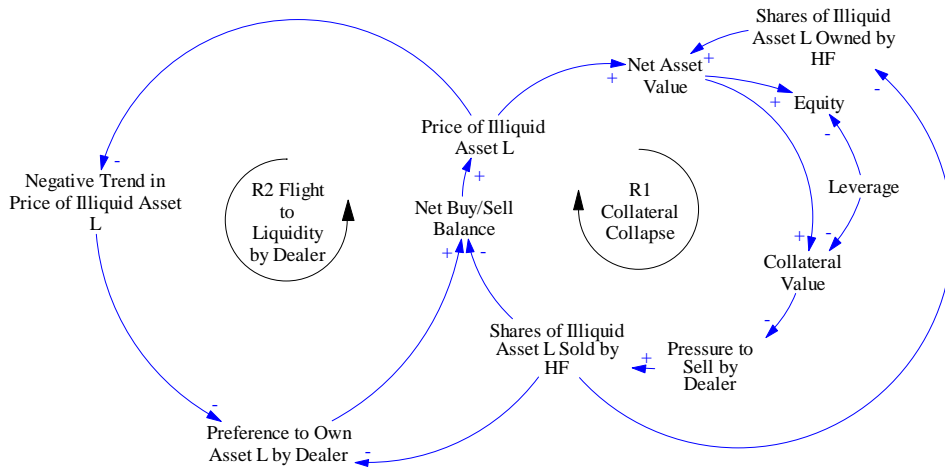 Shares of Illiquid
Asset L Owned by
HF
-
+
Net Asset
Value
+
+
Equity
-
Price of Illiquid
Asset L
+
-
Negative Trend in
Price of Illiquid Asset
L
R2 Flight
to
Liquidity
by Dealer
R1
Collateral
Collapse
Leverage
Net Buy/Sell
Balance
+
-
-
+
Collateral
Value
-
Shares of Illiquid
Asset L Sold by
HF
+
Pressure to
Sell by
Dealer
-
Preference to Own
Asset L by Dealer
-